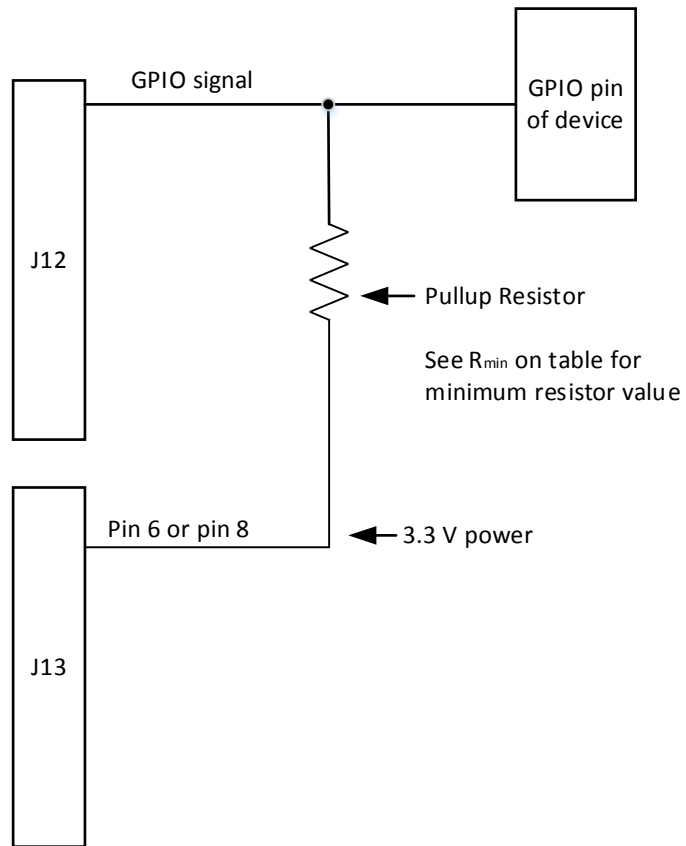 GPIO signal
GPIO pin
of device
J12
Pullup Resistor
See Rmin on table for
minimum resistor value
Pin 6 or pin 8
3.3 V power
J13